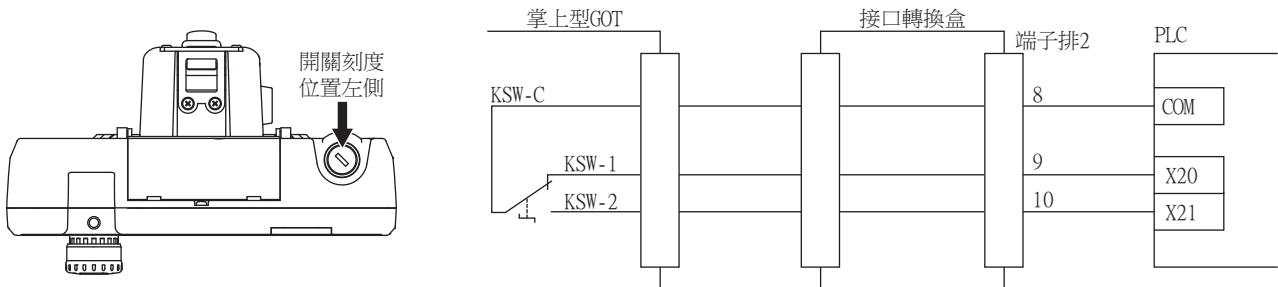 開關刻度
位置左側
掌上型GOT
接口轉換盒
端子排2
PLC
KSW-C
8
COM
KSW-1
9
X20
KSW-2
10
X21